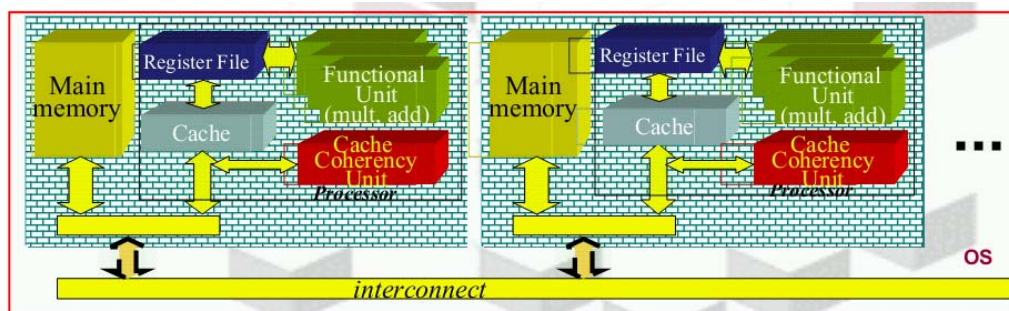 Main
memory
Register File
Cache
Functional
Unit
(mult, add)
Cache
Coherency
Unit
Processor
Main
memory
Register File
Cache
Functional
Unit
(mult, add)
Cache
Coherency
Unit
Processor
...
OS
interconnect